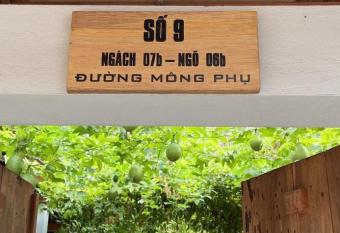 SỐ 9
NGÁCH 07b - NGÕ 06b
ĐƯỜNG MÔNG PHỤ